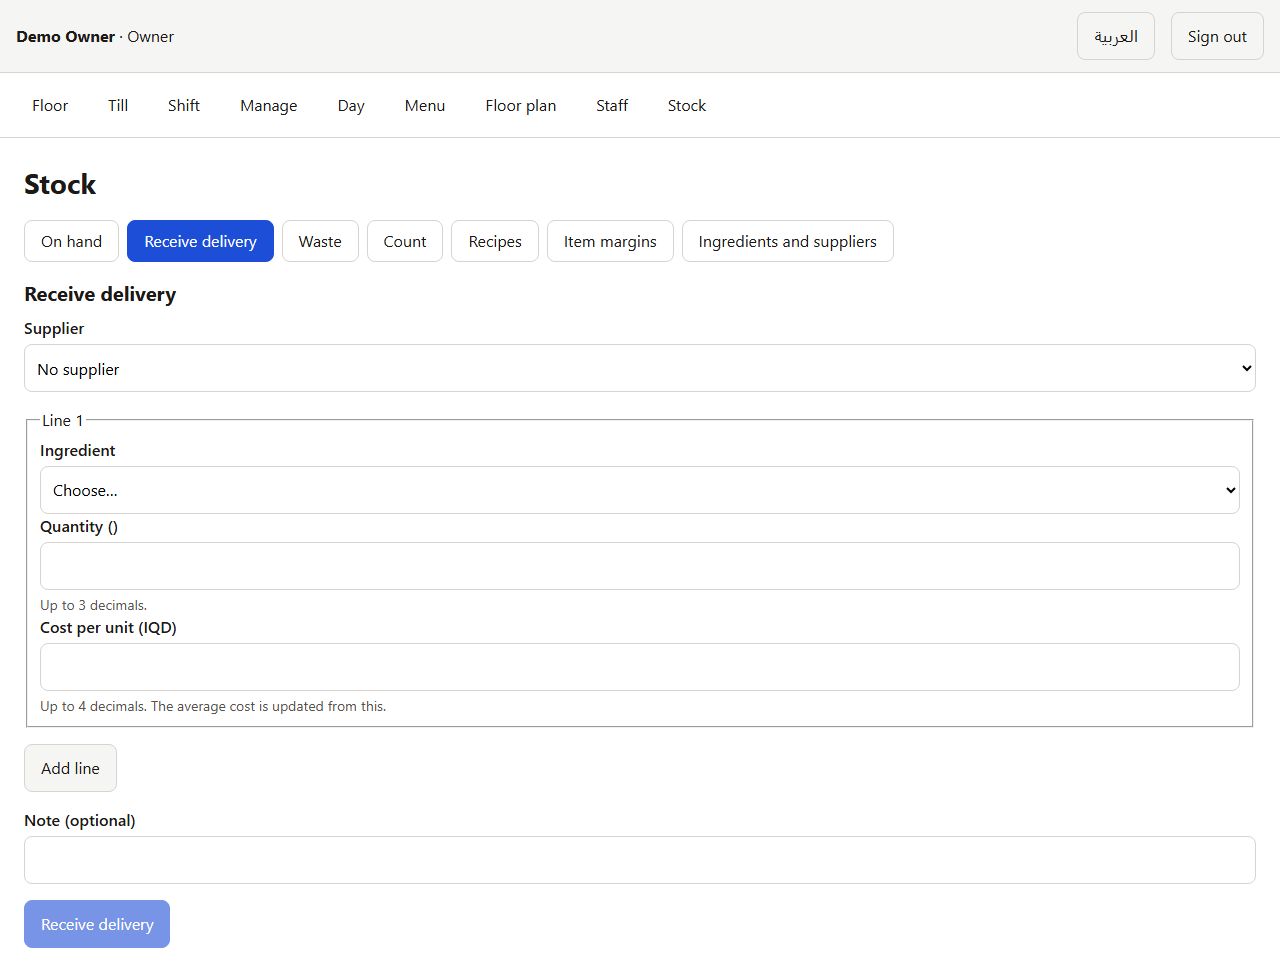 Demo Owner · Owner
العربية
Sign out
Floor
Till
Shift
Manage
Day
Menu
Floor plan
Staff
Stock
Stock
On hand
Receive delivery
Waste
Count
Recipes
Item margins
Ingredients and suppliers
Receive delivery
Supplier
No supplier
Line 1
Ingredient
Choose...
Quantity ()
Up to 3 decimals.
Cost per unit (IQD)
Up to 4 decimals. The average cost is updated from this.
Add line
Note (optional)
Receive delivery